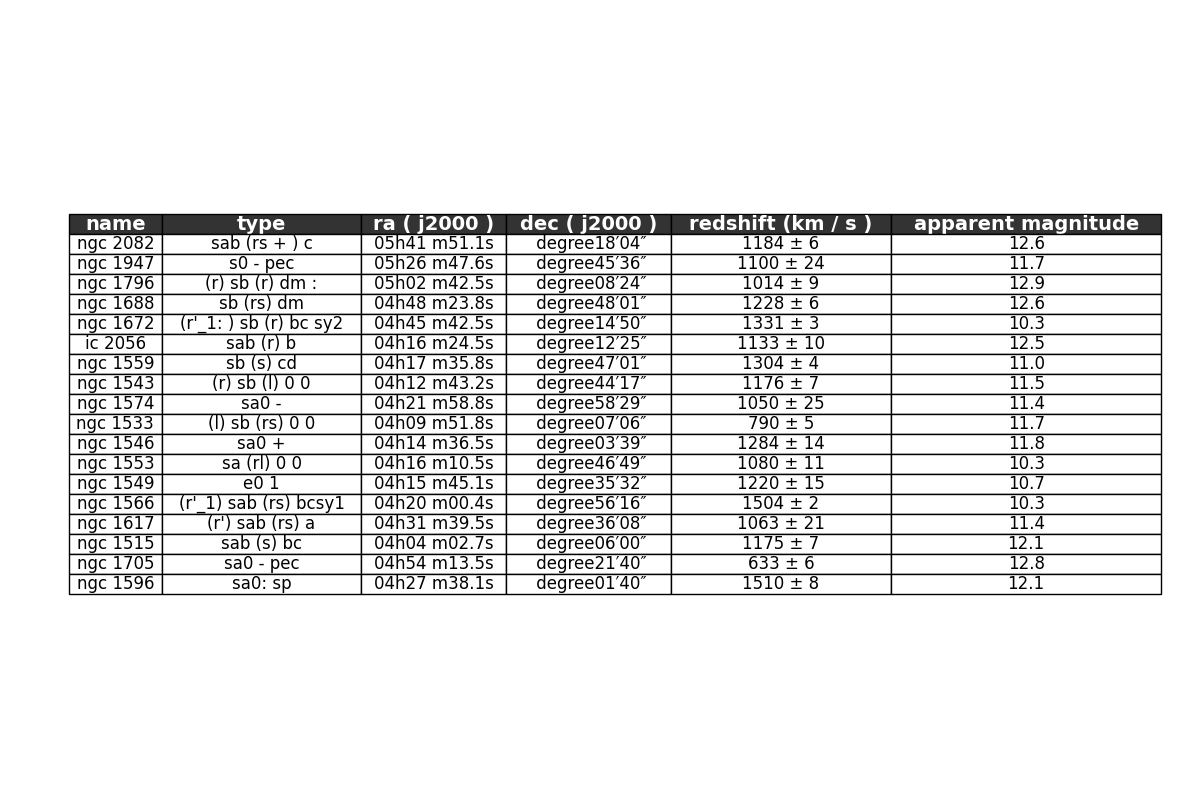 name type ra ( j2000 ) dec ( j2000 ) redshift (km / s ) apparent magnitude
ngc 2082 sab (rs + ) c 05h41 m51.1s degree18′04″ 1184 ± 6 12.6
ngc 1947 s0 - pec 05h26 m47.6s degree45′36″ 1100 ± 24 11.7
ngc 1796 (r) sb (r) dm : 05h02 m42.5s degree08′24″ 1014 ± 9 12.9
ngc 1688 sb (rs) dm 04h48 m23.8s degree48′01″ 1228 ± 6 12.6
ngc 1672 (r'_1: ) sb (r) bc sy2 04h45 m42.5s degree14′50″ 1331 ± 3 10.3
ic 2056 sab (r) b 04h16 m24.5s degree12′25″ 1133 ± 10 12.5
ngc 1559 sb (s) cd 04h17 m35.8s degree47′01″ 1304 ± 4 11.0
ngc 1543 (r) sb (l) 0 0 04h12 m43.2s degree44′17″ 1176 ± 7 11.5
ngc 1574 sa0 - 04h21 m58.8s degree58′29″ 1050 ± 25 11.4
ngc 1533 (l) sb (rs) 0 0 04h09 m51.8s degree07′06″ 790 ± 5 11.7
ngc 1546 sa0 + 04h14 m36.5s degree03′39″ 1284 ± 14 11.8
ngc 1553 sa (rl) 0 0 04h16 m10.5s degree46′49″ 1080 ± 11 10.3
ngc 1549 e0 1 04h15 m45.1s degree35′32″ 1220 ± 15 10.7
ngc 1566 (r'_1) sab (rs) bcsy1 04h20 m00.4s degree56′16″ 1504 ± 2 10.3
ngc 1617 (r') sab (rs) a 04h31 m39.5s degree36′08″ 1063 ± 21 11.4
ngc 1515 sab (s) bc 04h04 m02.7s degree06′00″ 1175 ± 7 12.1
ngc 1705 sa0 - pec 04h54 m13.5s degree21′40″ 633 ± 6 12.8
ngc 1596 sa0: sp 04h27 m38.1s degree01′40″ 1510 ± 8 12.1